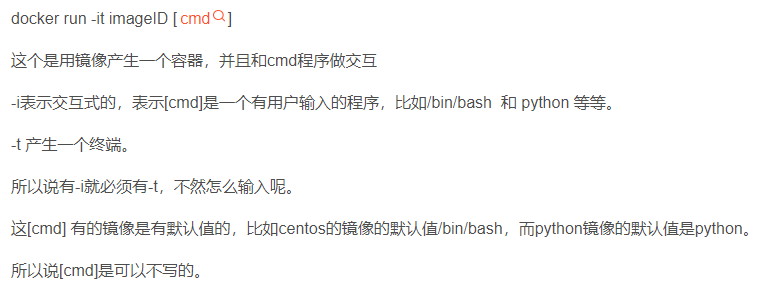 docker run -it imageID [ cmd ]
这个是用镜像产生一个容器，并且和cmd程序做交互
-i表示交互式的，表示[cmd]是一个有用户输入的程序，比如/bin/bash  和 python 等等。
-t 产生一个终端。
所以说有-i就必须有-t，不然怎么输入呢。
这[cmd] 有的镜像是有默认值的，比如centos的镜像的默认值/bin/bash，而python镜像的默认值是python。
所以说[cmd]是可以不写的。